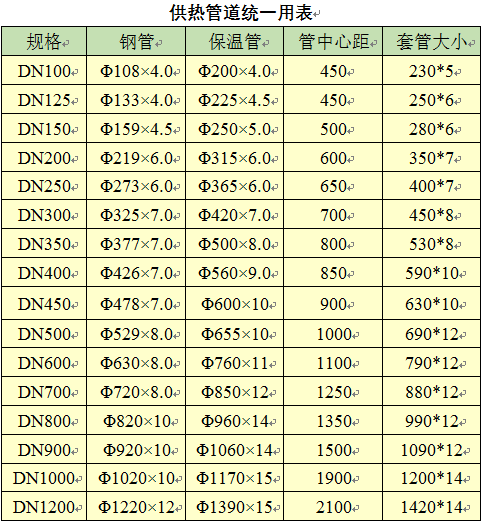 供热管道统一用表
规格 钢管 保温管 管中心距 套管大小
DN100 Φ108×4.0 Φ200×4.0 450 230*5
DN125 Φ133×4.0 Φ225×4.5 450 250*6
DN150 Φ159×4.5 Φ250×5.0 500 280*6
DN200 Φ219×6.0 Φ315×6.0 600 350*7
DN250 Φ273×6.0 Φ365×6.0 650 400*7
DN300 Φ325×7.0 Φ420×7.0 700 450*8
DN350 Φ377×7.0 Φ500×8.0 800 530*8
DN400 Φ426×7.0 Φ560×9.0 850 590*10
DN450 Φ478×7.0 Φ600×10 900 630*10
DN500 Φ529×8.0 Φ655×10 1000 690*12
DN600 Φ630×8.0 Φ760×11 1100 790*12
DN700 Φ720×8.0 Φ850×12 1250 880*12
DN800 Φ820×10 Φ960×14 1350 990*12
DN900 Φ920×10 Φ1060×14 1500 1090*12
DN1000 Φ1020×10 Φ1170×15 1900 1200*14
DN1200 Φ1220×12 Φ1390×15 2100 1420*14